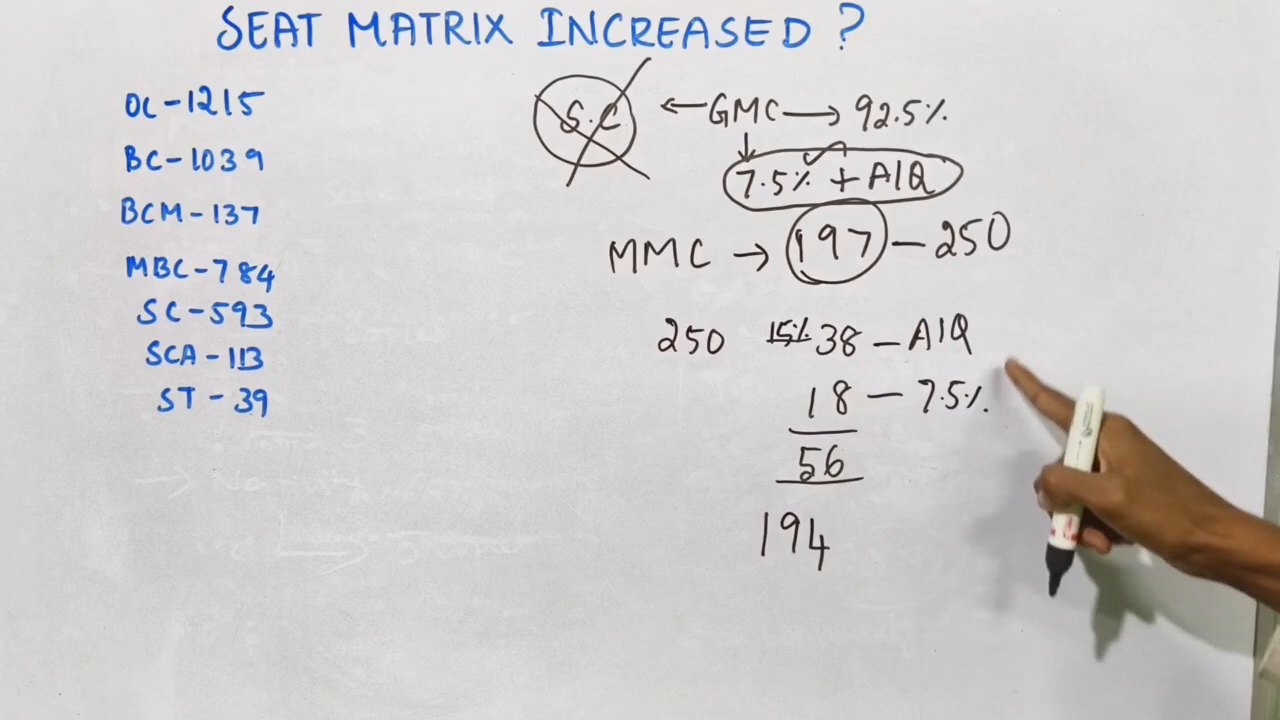 SEAT MATRIX INCREASED ?
OC-1215
BC-1039
BCM-137
MBC-784
SC-593
SCA-113
ST-39
S.C ← GMC → 92.5%
↓
7.5% + AIQ
MMC → 197 - 250
250 15% 38 - AIQ
18 - 7.5%
56
194